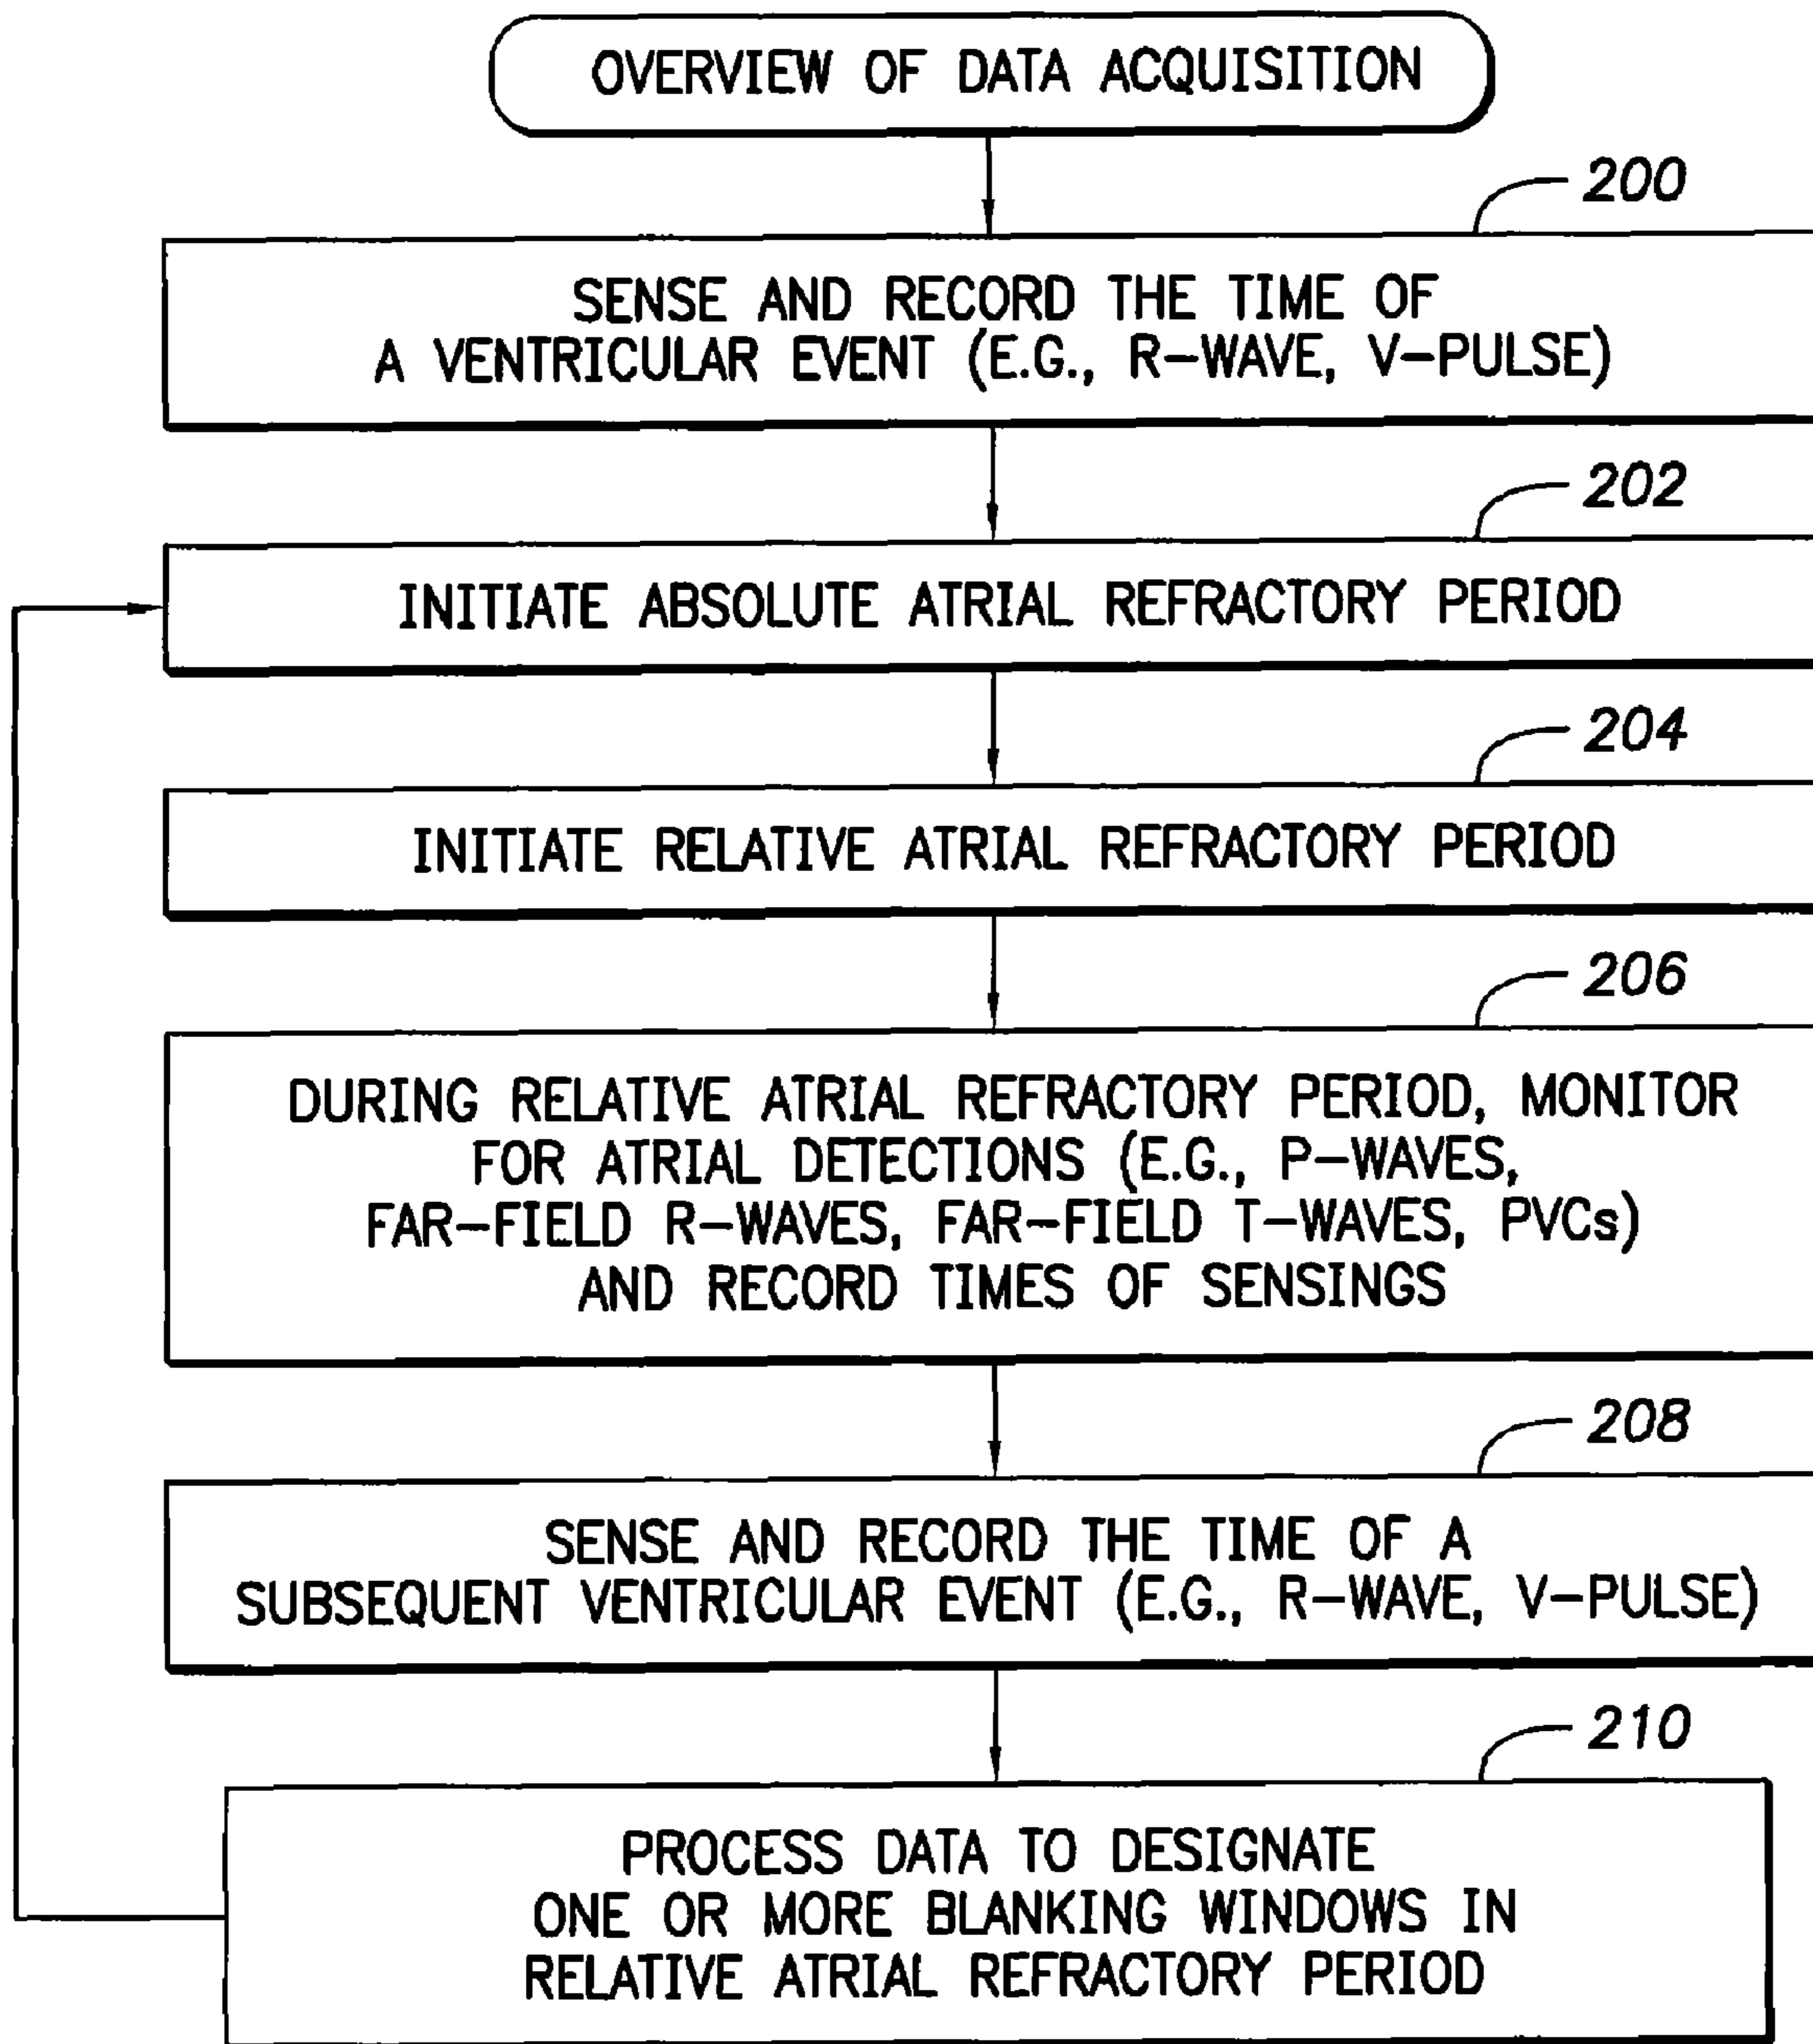 OVERVIEW OF DATA ACQUISITION
200
SENSE AND RECORD THE TIME OF
A VENTRICULAR EVENT (E.G., R–WAVE, V–PULSE)
202
INITIATE ABSOLUTE ATRIAL REFRACTORY PERIOD
204
INITIATE RELATIVE ATRIAL REFRACTORY PERIOD
206
DURING RELATIVE ATRIAL REFRACTORY PERIOD, MONITOR
FOR ATRIAL DETECTIONS (E.G., P–WAVES,
FAR–FIELD R–WAVES, FAR–FIELD T–WAVES, PVCs)
AND RECORD TIMES OF SENSINGS
208
SENSE AND RECORD THE TIME OF A
SUBSEQUENT VENTRICULAR EVENT (E.G., R–WAVE, V–PULSE)
210
PROCESS DATA TO DESIGNATE
ONE OR MORE BLANKING WINDOWS IN
RELATIVE ATRIAL REFRACTORY PERIOD